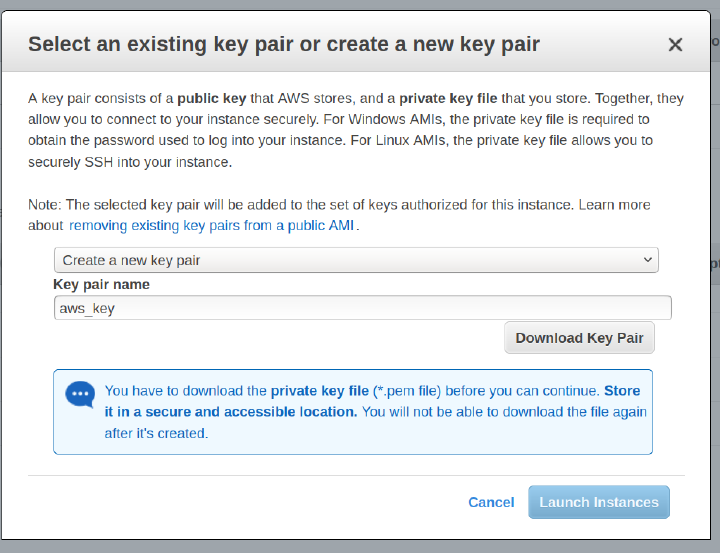 Select an existing key pair or create a new key pair
A key pair consists of a public key that AWS stores, and a private key file that you store. Together, they
allow you to connect to your instance securely. For Windows AMIs, the private key file is required to
obtain the password used to log into your instance. For Linux AMIs, the private key file allows you to
securely SSH into your instance.
Note: The selected key pair will be added to the set of keys authorized for this instance. Learn more
about removing existing key pairs from a public AMI .
Create a new key pair
Key pair name
aws_key
Download Key Pair
You have to download the private key file (*.pem file) before you can continue. Store
it in a secure and accessible location. You will not be able to download the file again
after it's created.
Cancel Launch Instances